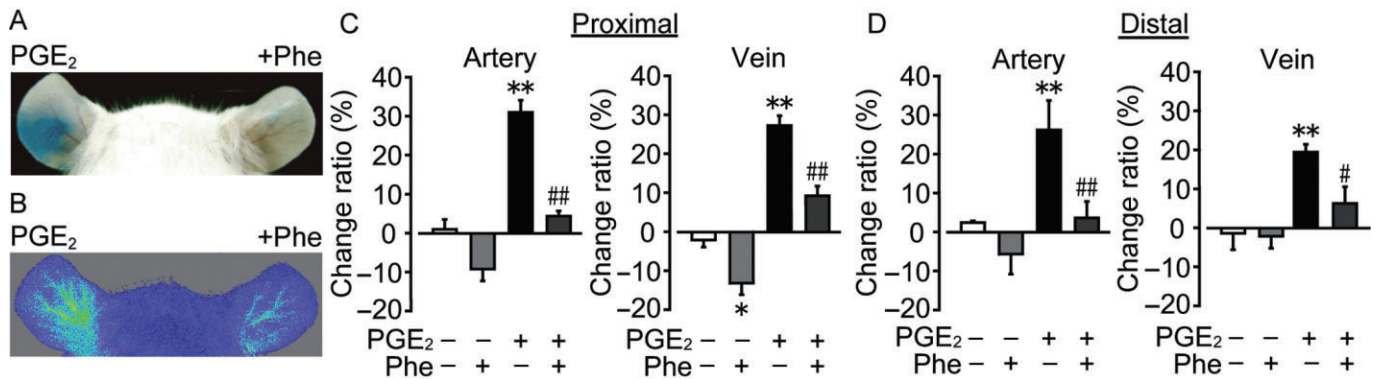 A
PGE₂ +Phe
B
PGE₂ +Phe
C Proximal
Artery
Change ratio (%)
40
30
20
10
0
–10
–20
**
##
PGE₂ – – + +
Phe – + – +
Vein
Change ratio (%)
40
30
20
10
0
–10
–20
*
**
##
PGE₂ – – + +
Phe – + – +
D Distal
Artery
Change ratio (%)
40
30
20
10
0
–10
–20
**
##
PGE₂ – – + +
Phe – + – +
Vein
Change ratio (%)
40
30
20
10
0
–10
–20
**
#
PGE₂ – – + +
Phe – + – +